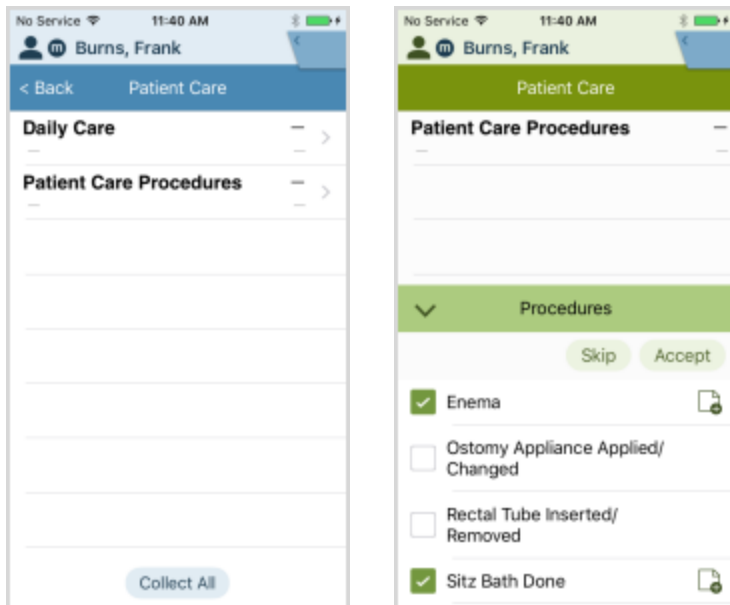 No Service 11:40 AM
m Burns, Frank
< Back Patient Care
Daily Care
Patient Care Procedures
Collect All
No Service 11:40 AM
m Burns, Frank
Patient Care
Patient Care Procedures
Procedures
Skip Accept
Enema
Ostomy Appliance Applied/
Changed
Rectal Tube Inserted/
Removed
Sitz Bath Done